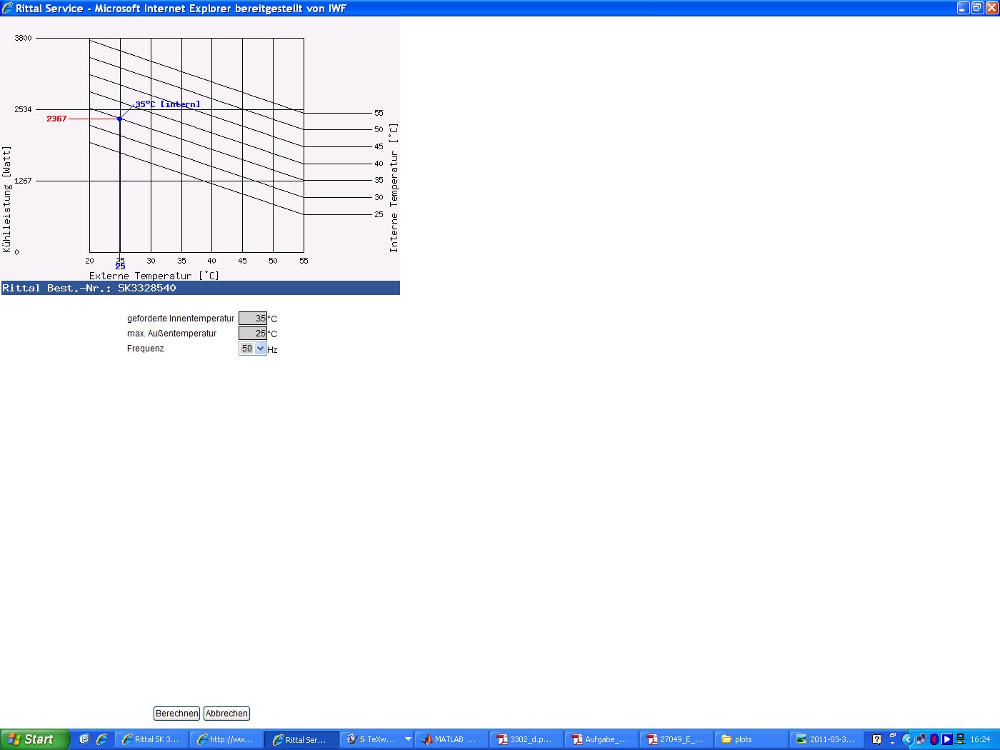 Rittal Service - Microsoft Internet Explorer bereitgestellt von IWF
3800
2534
2367
1267
0
35°C [intern]
55
50
45
40
35
30
25
Kühlleistung [Watt]
Interne Temperatur [°C]
20 25 30 35 40 45 50 55
25
Externe Temperatur [°C]
Rittal Best.-Nr.: SK3328540
geforderte Innentemperatur 35 °C
max. Außentemperatur 25 °C
Frequenz 50 Hz
Berechnen Abbrechen
Start Rittal SK 3... http://ww... Rittal Ser... 5 TeXw... MATLAB ... 3302_d.p... Aufgabe_... 27049_E_... plots 2011-03-3... 16:24